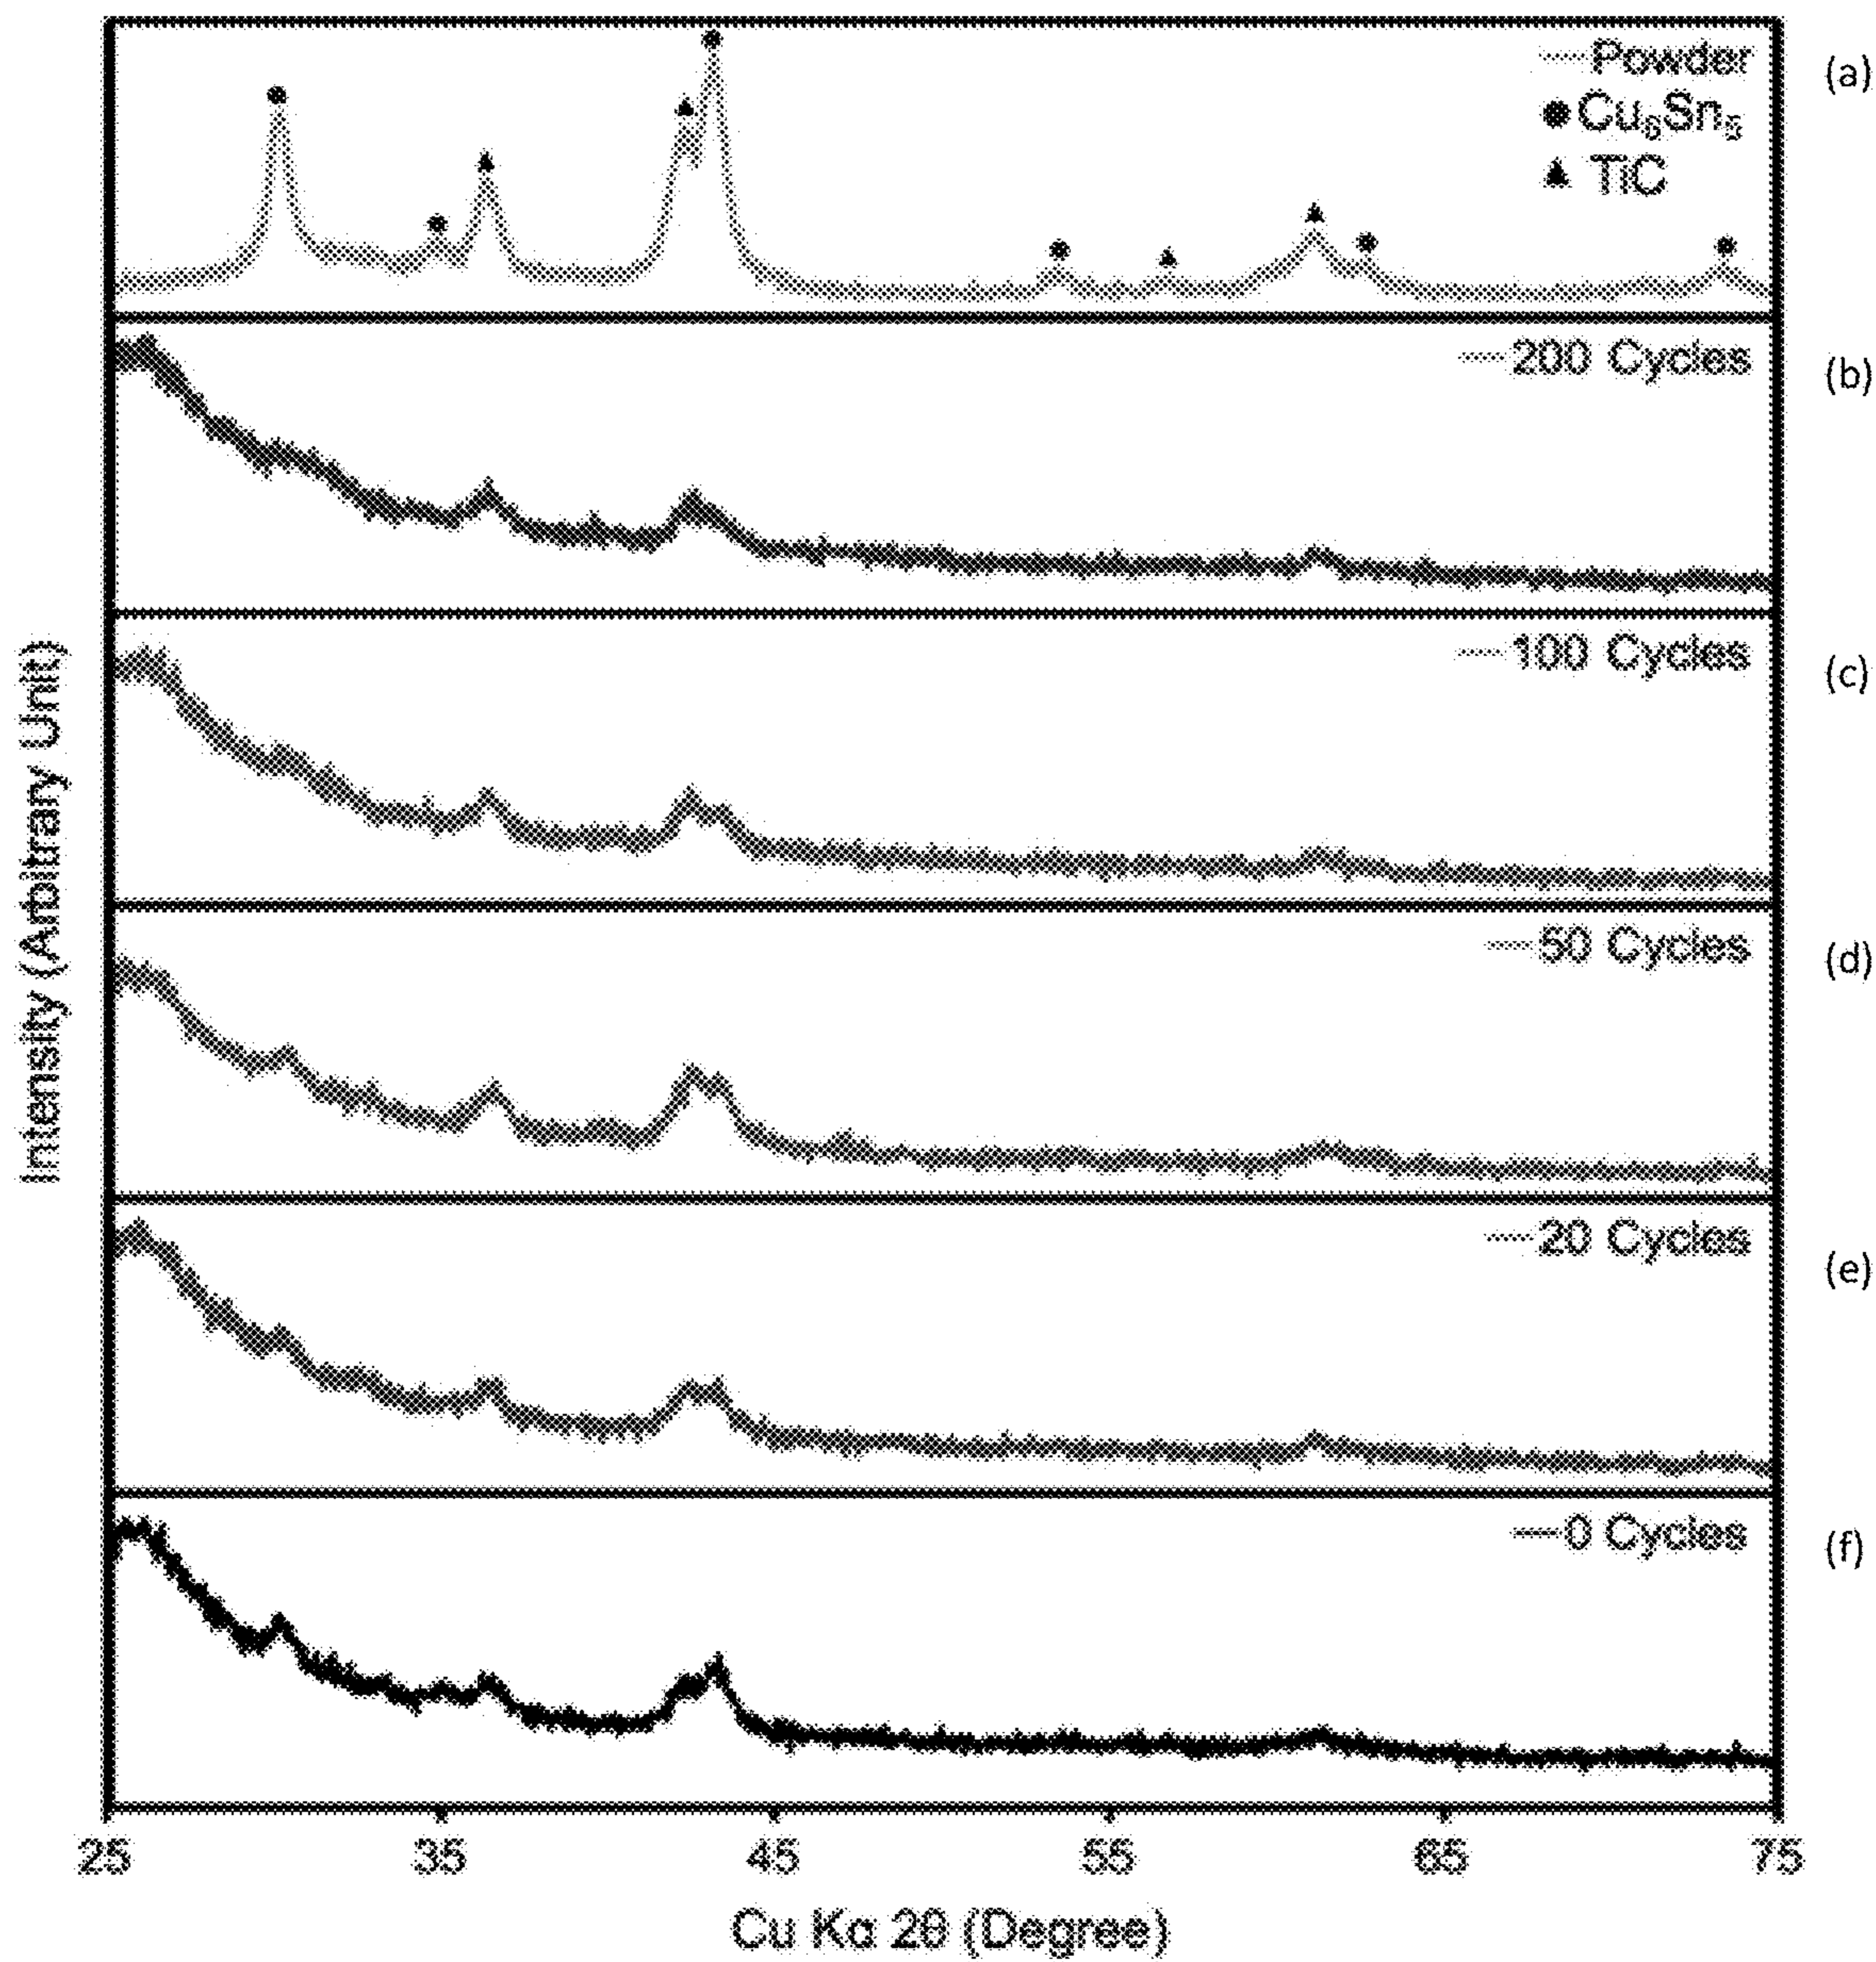 Powder
(a)
Cu₆Sn₅
TiC
200 Cycles
(b)
100 Cycles
(c)
50 Cycles
(d)
20 Cycles
(e)
0 Cycles
(f)
Intensity (Arbitrary Unit)
25 35 45 55 65 75
Cu Kα 2θ (Degree)